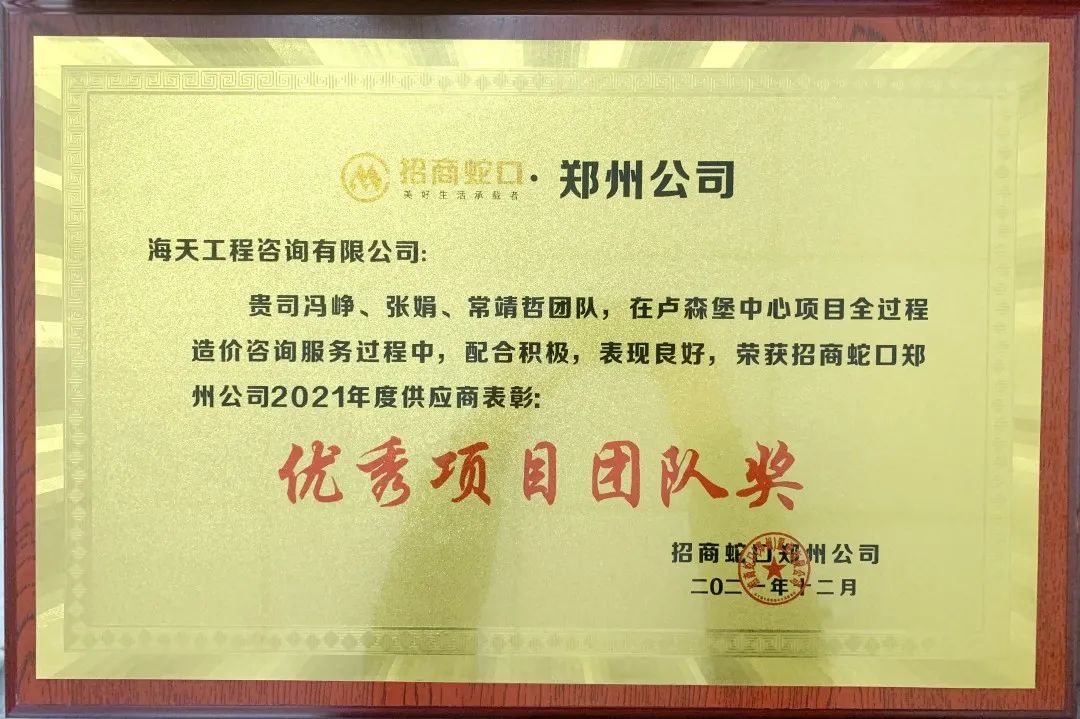 招商蛇口·郑州公司
美好生活承载者
海天工程咨询有限公司:
贵司冯峥、张娟、常靖哲团队，在卢森堡中心项目全过程
造价咨询服务过程中，配合积极，表现良好，荣获招商蛇口郑
州公司2021年度供应商表彰:
优秀项目团队奖
招商蛇口郑州公司
二〇二一年十二月